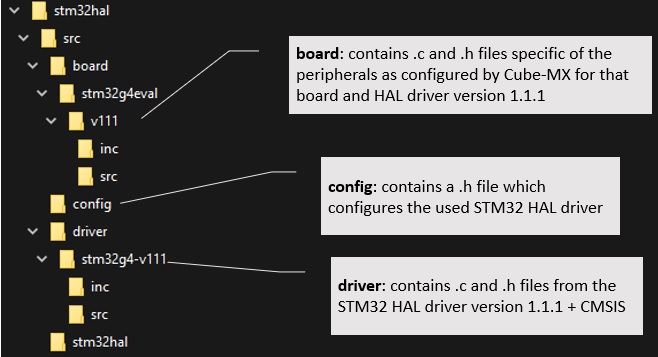 stm32hal
src
board
stm32g4eval
v111
inc
src
config
driver
stm32g4-v111
inc
src
stm32hal
board: contains .c and .h files specific of the
peripherals as configured by Cube-MX for that
board and HAL driver version 1.1.1
config: contains a .h file which
configures the used STM32 HAL driver
driver: contains .c and .h files from the
STM32 HAL driver version 1.1.1 + CMSIS